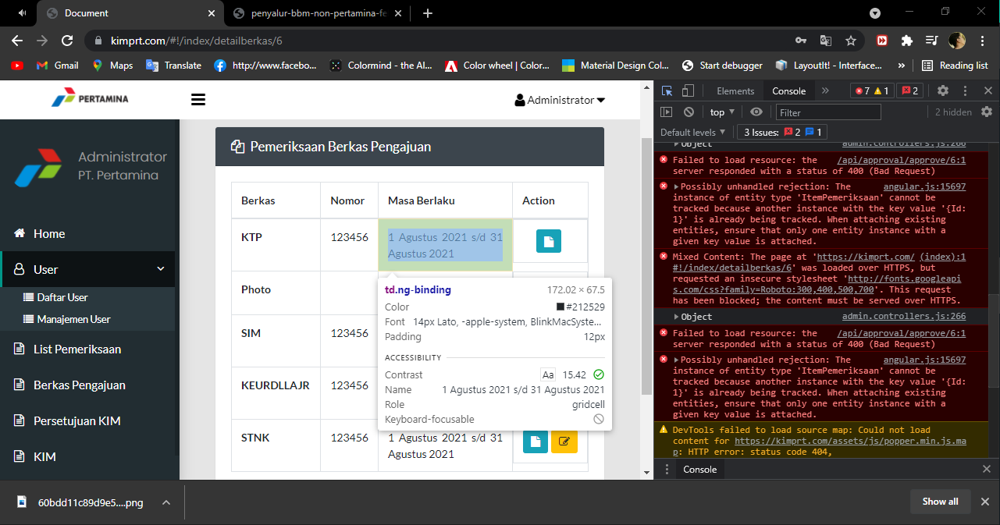 Document
penyalur-bbm-non-pertamina-fe
kimprt.com/#!/index/detailberkas/6
Gmail
Maps
Translate
http://www.facebo...
Colormind - the AI...
Color wheel | Color...
Material Design Col...
Start debugger
LayoutIt! - Interface...
»
Reading list
PERTAMINA
Administrator
Administrator
PT. Pertamina
Home
User
Daftar User
Manajemen User
List Pemeriksaan
Berkas Pengajuan
Persetujuan KIM
KIM
Pemeriksaan Berkas Pengajuan
Berkas Nomor Masa Berlaku Action
KTP 123456 1 Agustus 2021 s/d 31
Agustus 2021
Photo
SIM 123456
KEURDLLAJR 123456
STNK 123456 1 Agustus 2021 s/d 31
Agustus 2021
td.ng-binding 172.02 × 67.5
Color #212529
Font 14px Lato, -apple-system, BlinkMacSyste...
Padding 12px
ACCESSIBILITY
Contrast Aa 15.42
Name 1 Agustus 2021 s/d 31 Agustus 2021
Role gridcell
Keyboard-focusable
Elements Console » 7 1 2
top Filter 2 hidden
Default levels 3 Issues: 2 1
Object admin.controllers.js:266
Failed to load resource: the /api/approval/approve/6:1
server responded with a status of 400 (Bad Request)
Possibly unhandled rejection: The angular.js:15697
instance of entity type 'ItemPemeriksaan' cannot be
tracked because another instance with the key value '{Id:
1}' is already being tracked. When attaching existing
entities, ensure that only one entity instance with a
given key value is attached.
Mixed Content: The page at 'https://kimprt.com/ (index):1
#!/index/detailberkas/6' was loaded over HTTPS, but
requested an insecure stylesheet 'http://fonts.googleapi
s.com/css?family=Roboto:300,400,500,700'. This request
has been blocked; the content must be served over HTTPS.
Object admin.controllers.js:266
Failed to load resource: the /api/approval/approve/6:1
server responded with a status of 400 (Bad Request)
Possibly unhandled rejection: The angular.js:15697
instance of entity type 'ItemPemeriksaan' cannot be
tracked because another instance with the key value '{Id:
1}' is already being tracked. When attaching existing
entities, ensure that only one entity instance with a
given key value is attached.
DevTools failed to load source map: Could not load
content for https://kimprt.com/assets/js/popper.min.js.ma
p: HTTP error: status code 404,
Console
60bdd11c89d9e5....png
Show all